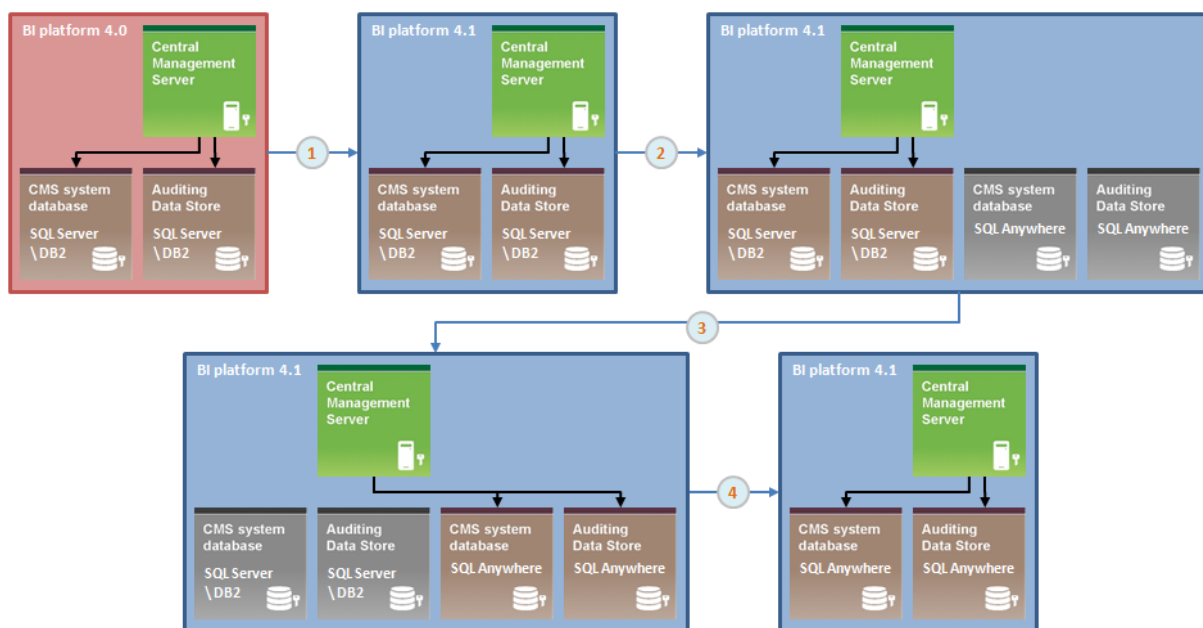 BI platform 4.0
Central
Management
Server
CMS system
database
SQL Server
\DB2
Auditing
Data Store
SQL Server
\DB2
1
BI platform 4.1
Central
Management
Server
CMS system
database
SQL Server
\DB2
Auditing
Data Store
SQL Server
\DB2
2
BI platform 4.1
Central
Management
Server
CMS system
database
SQL Server
\DB2
Auditing
Data Store
SQL Server
\DB2
CMS system
database
SQL Anywhere
Auditing
Data Store
SQL Anywhere
3
BI platform 4.1
Central
Management
Server
CMS system
database
SQL Server
\DB2
Auditing
Data Store
SQL Server
\DB2
CMS system
database
SQL Anywhere
Auditing
Data Store
SQL Anywhere
4
BI platform 4.1
Central
Management
Server
CMS system
database
SQL Anywhere
Auditing
Data Store
SQL Anywhere